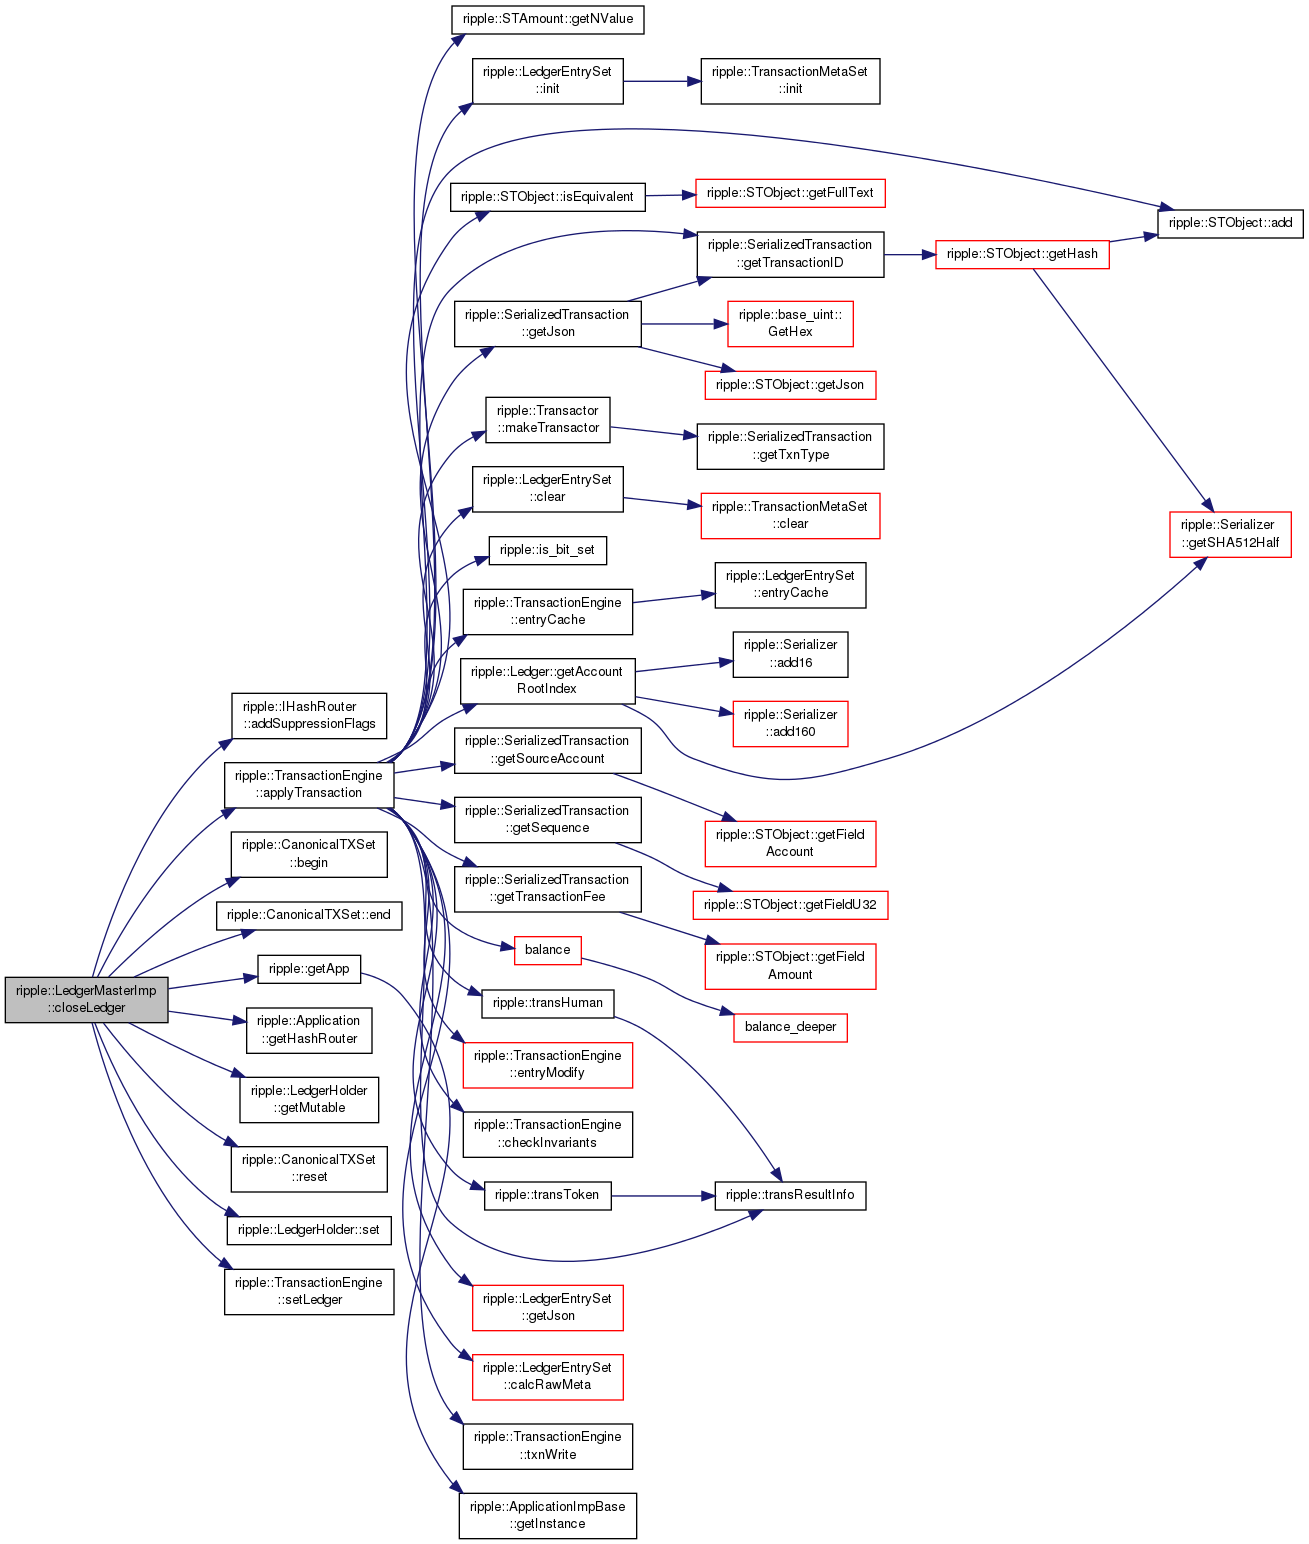 ripple::LedgerMasterImp
::closeLedger
ripple::IHashRouter
::addSuppressionFlags
ripple::TransactionEngine
::applyTransaction
ripple::CanonicalTXSet
::begin
ripple::CanonicalTXSet::end
ripple::getApp
ripple::Application
::getHashRouter
ripple::LedgerHolder
::getMutable
ripple::CanonicalTXSet
::reset
ripple::LedgerHolder::set
ripple::TransactionEngine
::setLedger
ripple::STAmount::getNValue
ripple::LedgerEntrySet
::init
ripple::STObject::isEquivalent
ripple::SerializedTransaction
::getJson
ripple::Transactor
::makeTransactor
ripple::LedgerEntrySet
::clear
ripple::is_bit_set
ripple::TransactionEngine
::entryCache
ripple::Ledger::getAccount
RootIndex
ripple::SerializedTransaction
::getSourceAccount
ripple::SerializedTransaction
::getSequence
ripple::SerializedTransaction
::getTransactionFee
balance
ripple::transHuman
ripple::TransactionEngine
::entryModify
ripple::TransactionEngine
::checkInvariants
ripple::transToken
ripple::LedgerEntrySet
::getJson
ripple::LedgerEntrySet
::calcRawMeta
ripple::TransactionEngine
::txnWrite
ripple::ApplicationImpBase
::getInstance
ripple::TransactionMetaSet
::init
ripple::STObject::getFullText
ripple::SerializedTransaction
::getTransactionID
ripple::base_uint::
GetHex
ripple::STObject::getJson
ripple::SerializedTransaction
::getTxnType
ripple::TransactionMetaSet
::clear
ripple::LedgerEntrySet
::entryCache
ripple::Serializer
::add16
ripple::Serializer
::add160
ripple::STObject::getField
Account
ripple::STObject::getFieldU32
ripple::STObject::getField
Amount
balance_deeper
ripple::transResultInfo
ripple::STObject::getHash
ripple::STObject::add
ripple::Serializer
::getSHA512Half